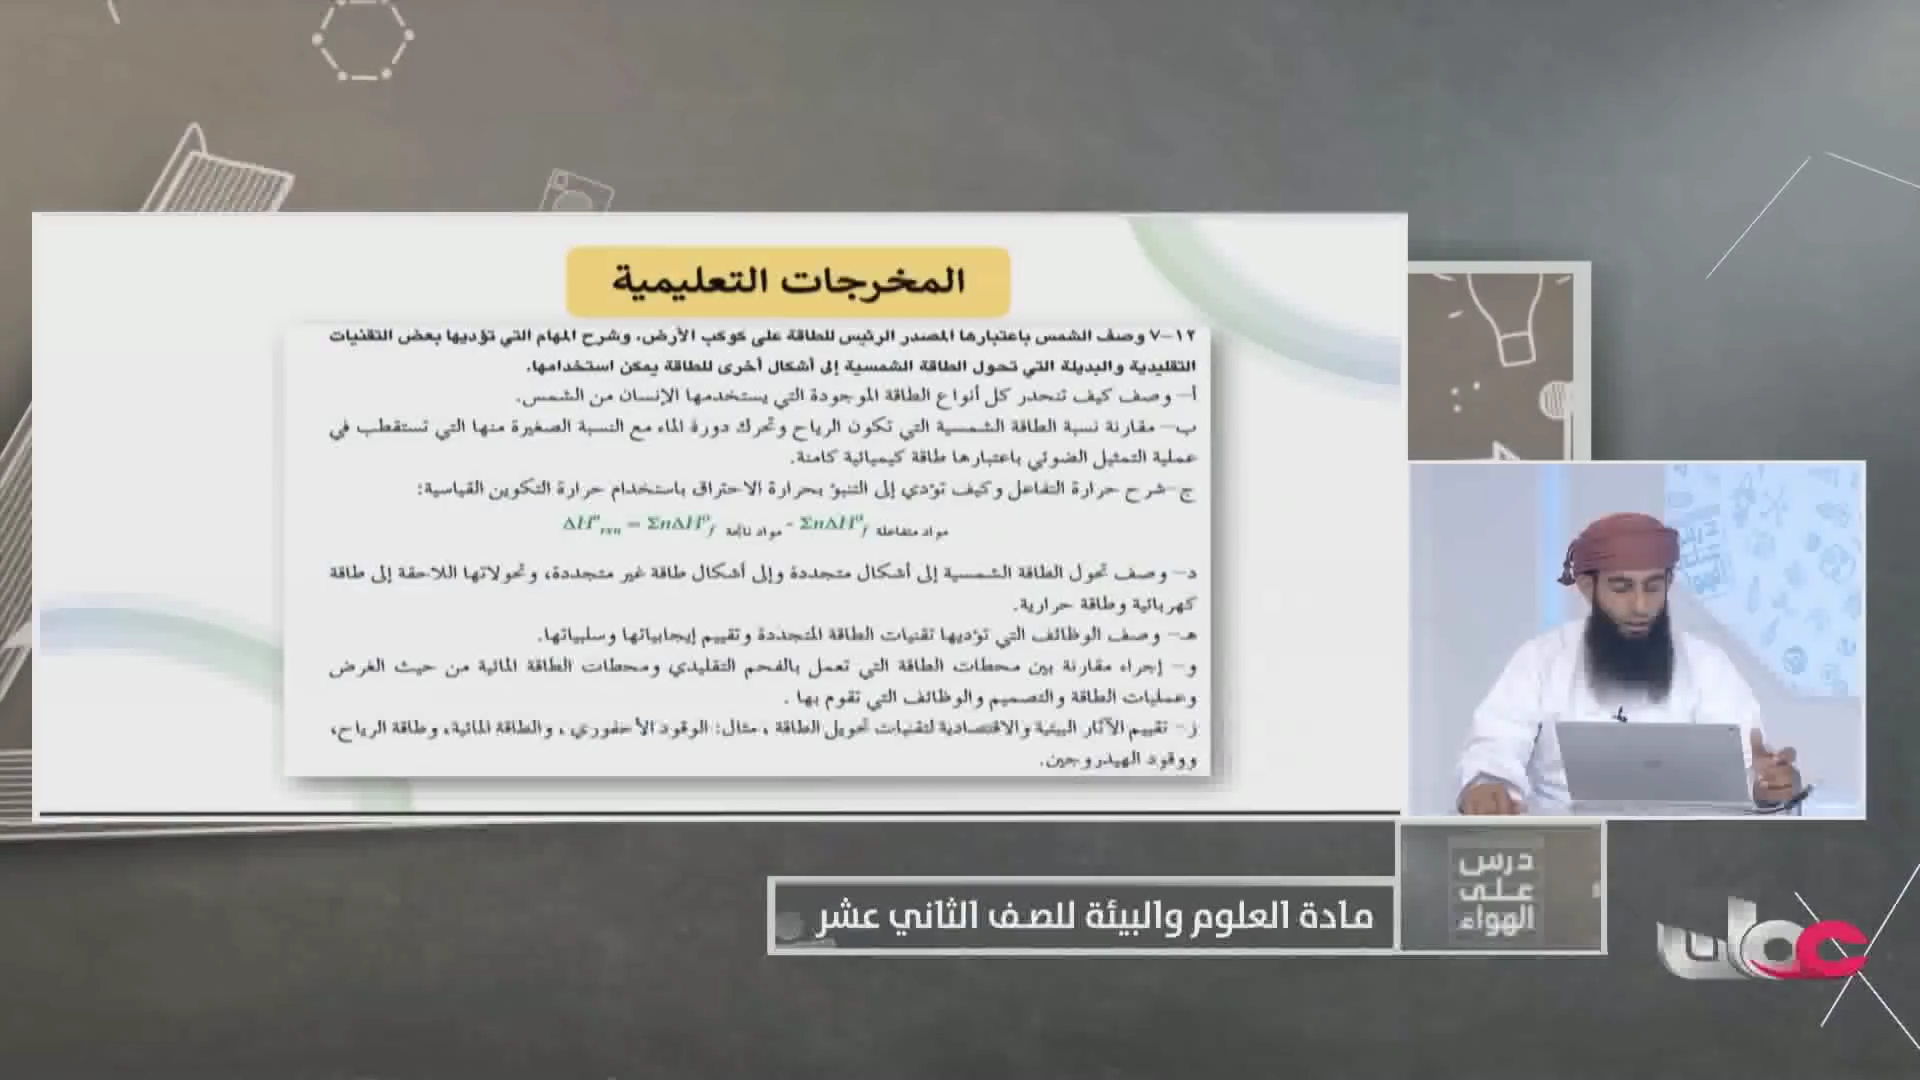 المخرجات التعليمية
١٢–٧ وصف الشمس باعتبارها المصدر الرئيس للطاقة على كوكب الأرض، وشرح المهام التي تؤديها بعض التقنيات
التقليدية والبديلة التي تحول الطاقة الشمسية إلى أشكال أخرى للطاقة يمكن استخدامها.
أ– وصف كيف تنحدر كل أنواع الطاقة الموجودة التي يستخدمها الإنسان من الشمس.
ب– مقارنة نسبة الطاقة الشمسية التي تكون الرياح وتحرك دورة الماء مع النسبة الصغيرة منها التي تستقطب في
عملية التمثيل الضوئي باعتبارها طاقة كيميائية كامنة.
ج–شرح حرارة التفاعل وكيف تؤدي إلى التنبؤ بحرارة الاحتراق باستخدام حرارة التكوين القياسية:
ΔH°rxn = ΣnΔH°f مواد ناتجة - ΣnΔH°f مواد متفاعلة
د– وصف تحول الطاقة الشمسية إلى أشكال متجددة وإلى أشكال طاقة غير متجددة، وتحولاتها اللاحقة إلى طاقة
كهربائية وطاقة حرارية.
هـ– وصف الوظائف التي تؤديها تقنيات الطاقة المتجددة وتقييم إيجابياتها وسلبياتها.
و– إجراء مقارنة بين محطات الطاقة التي تعمل بالفحم التقليدي ومحطات الطاقة المائية من حيث الغرض
وعمليات الطاقة والتصميم والوظائف التي تقوم بها .
ز– تقييم الآثار البيئية والاقتصادية لتقنيات تحويل الطاقة ، مثال: الوقود الأحفوري ، والطاقة المائية، وطاقة الرياح،
ووقود الهيدروجين.
درس
على
الهواء
مادة العلوم والبيئة للصف الثاني عشر
درس
على
الهواء